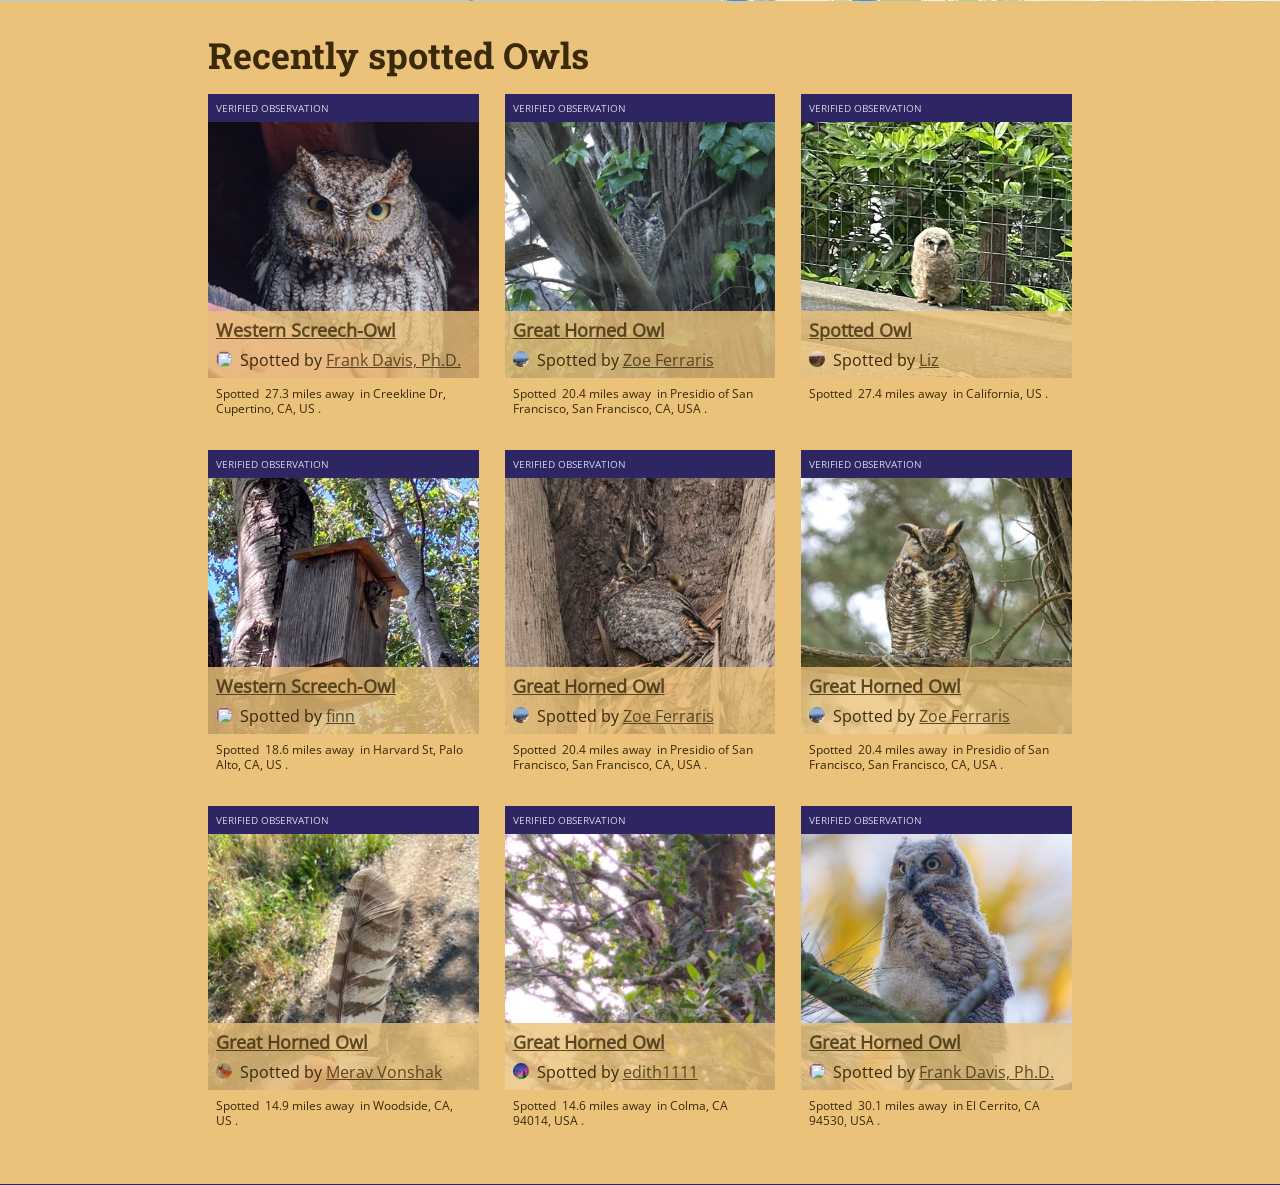 Recently spotted Owls
VERIFIED OBSERVATION
Western Screech-Owl
Spotted by Frank Davis, Ph.D.
Spotted 27.3 miles away in Creekline Dr,
Cupertino, CA, US .
VERIFIED OBSERVATION
Great Horned Owl
Spotted by Zoe Ferraris
Spotted 20.4 miles away in Presidio of San
Francisco, San Francisco, CA, USA .
VERIFIED OBSERVATION
Spotted Owl
Spotted by Liz
Spotted 27.4 miles away in California, US .
VERIFIED OBSERVATION
Western Screech-Owl
Spotted by finn
Spotted 18.6 miles away in Harvard St, Palo
Alto, CA, US .
VERIFIED OBSERVATION
Great Horned Owl
Spotted by Zoe Ferraris
Spotted 20.4 miles away in Presidio of San
Francisco, San Francisco, CA, USA .
VERIFIED OBSERVATION
Great Horned Owl
Spotted by Zoe Ferraris
Spotted 20.4 miles away in Presidio of San
Francisco, San Francisco, CA, USA .
VERIFIED OBSERVATION
Great Horned Owl
Spotted by Merav Vonshak
Spotted 14.9 miles away in Woodside, CA,
US .
VERIFIED OBSERVATION
Great Horned Owl
Spotted by edith1111
Spotted 14.6 miles away in Colma, CA
94014, USA .
VERIFIED OBSERVATION
Great Horned Owl
Spotted by Frank Davis, Ph.D.
Spotted 30.1 miles away in El Cerrito, CA
94530, USA .